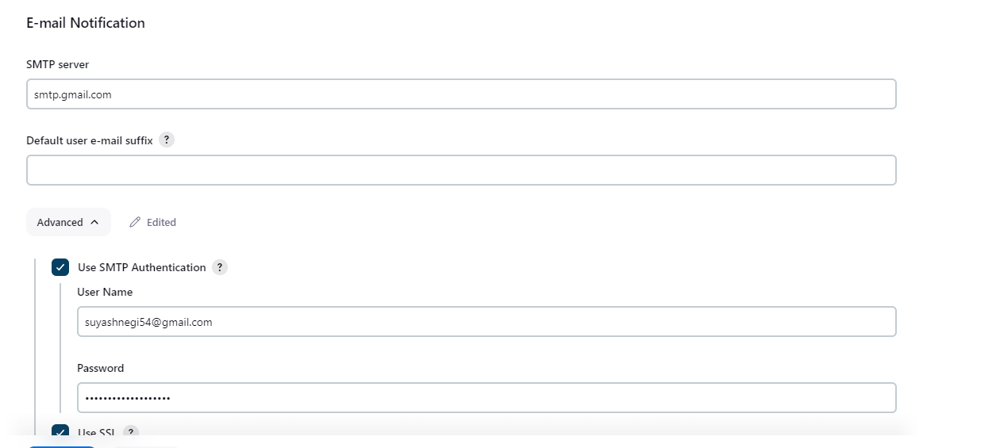 E-mail Notification
SMTP server
smtp.gmail.com
Default user e-mail suffix ?
Advanced Edited
Use SMTP Authentication ?
User Name
suyashnegi54@gmail.com
Password
•••••••••••••••••••
Use SSL ?